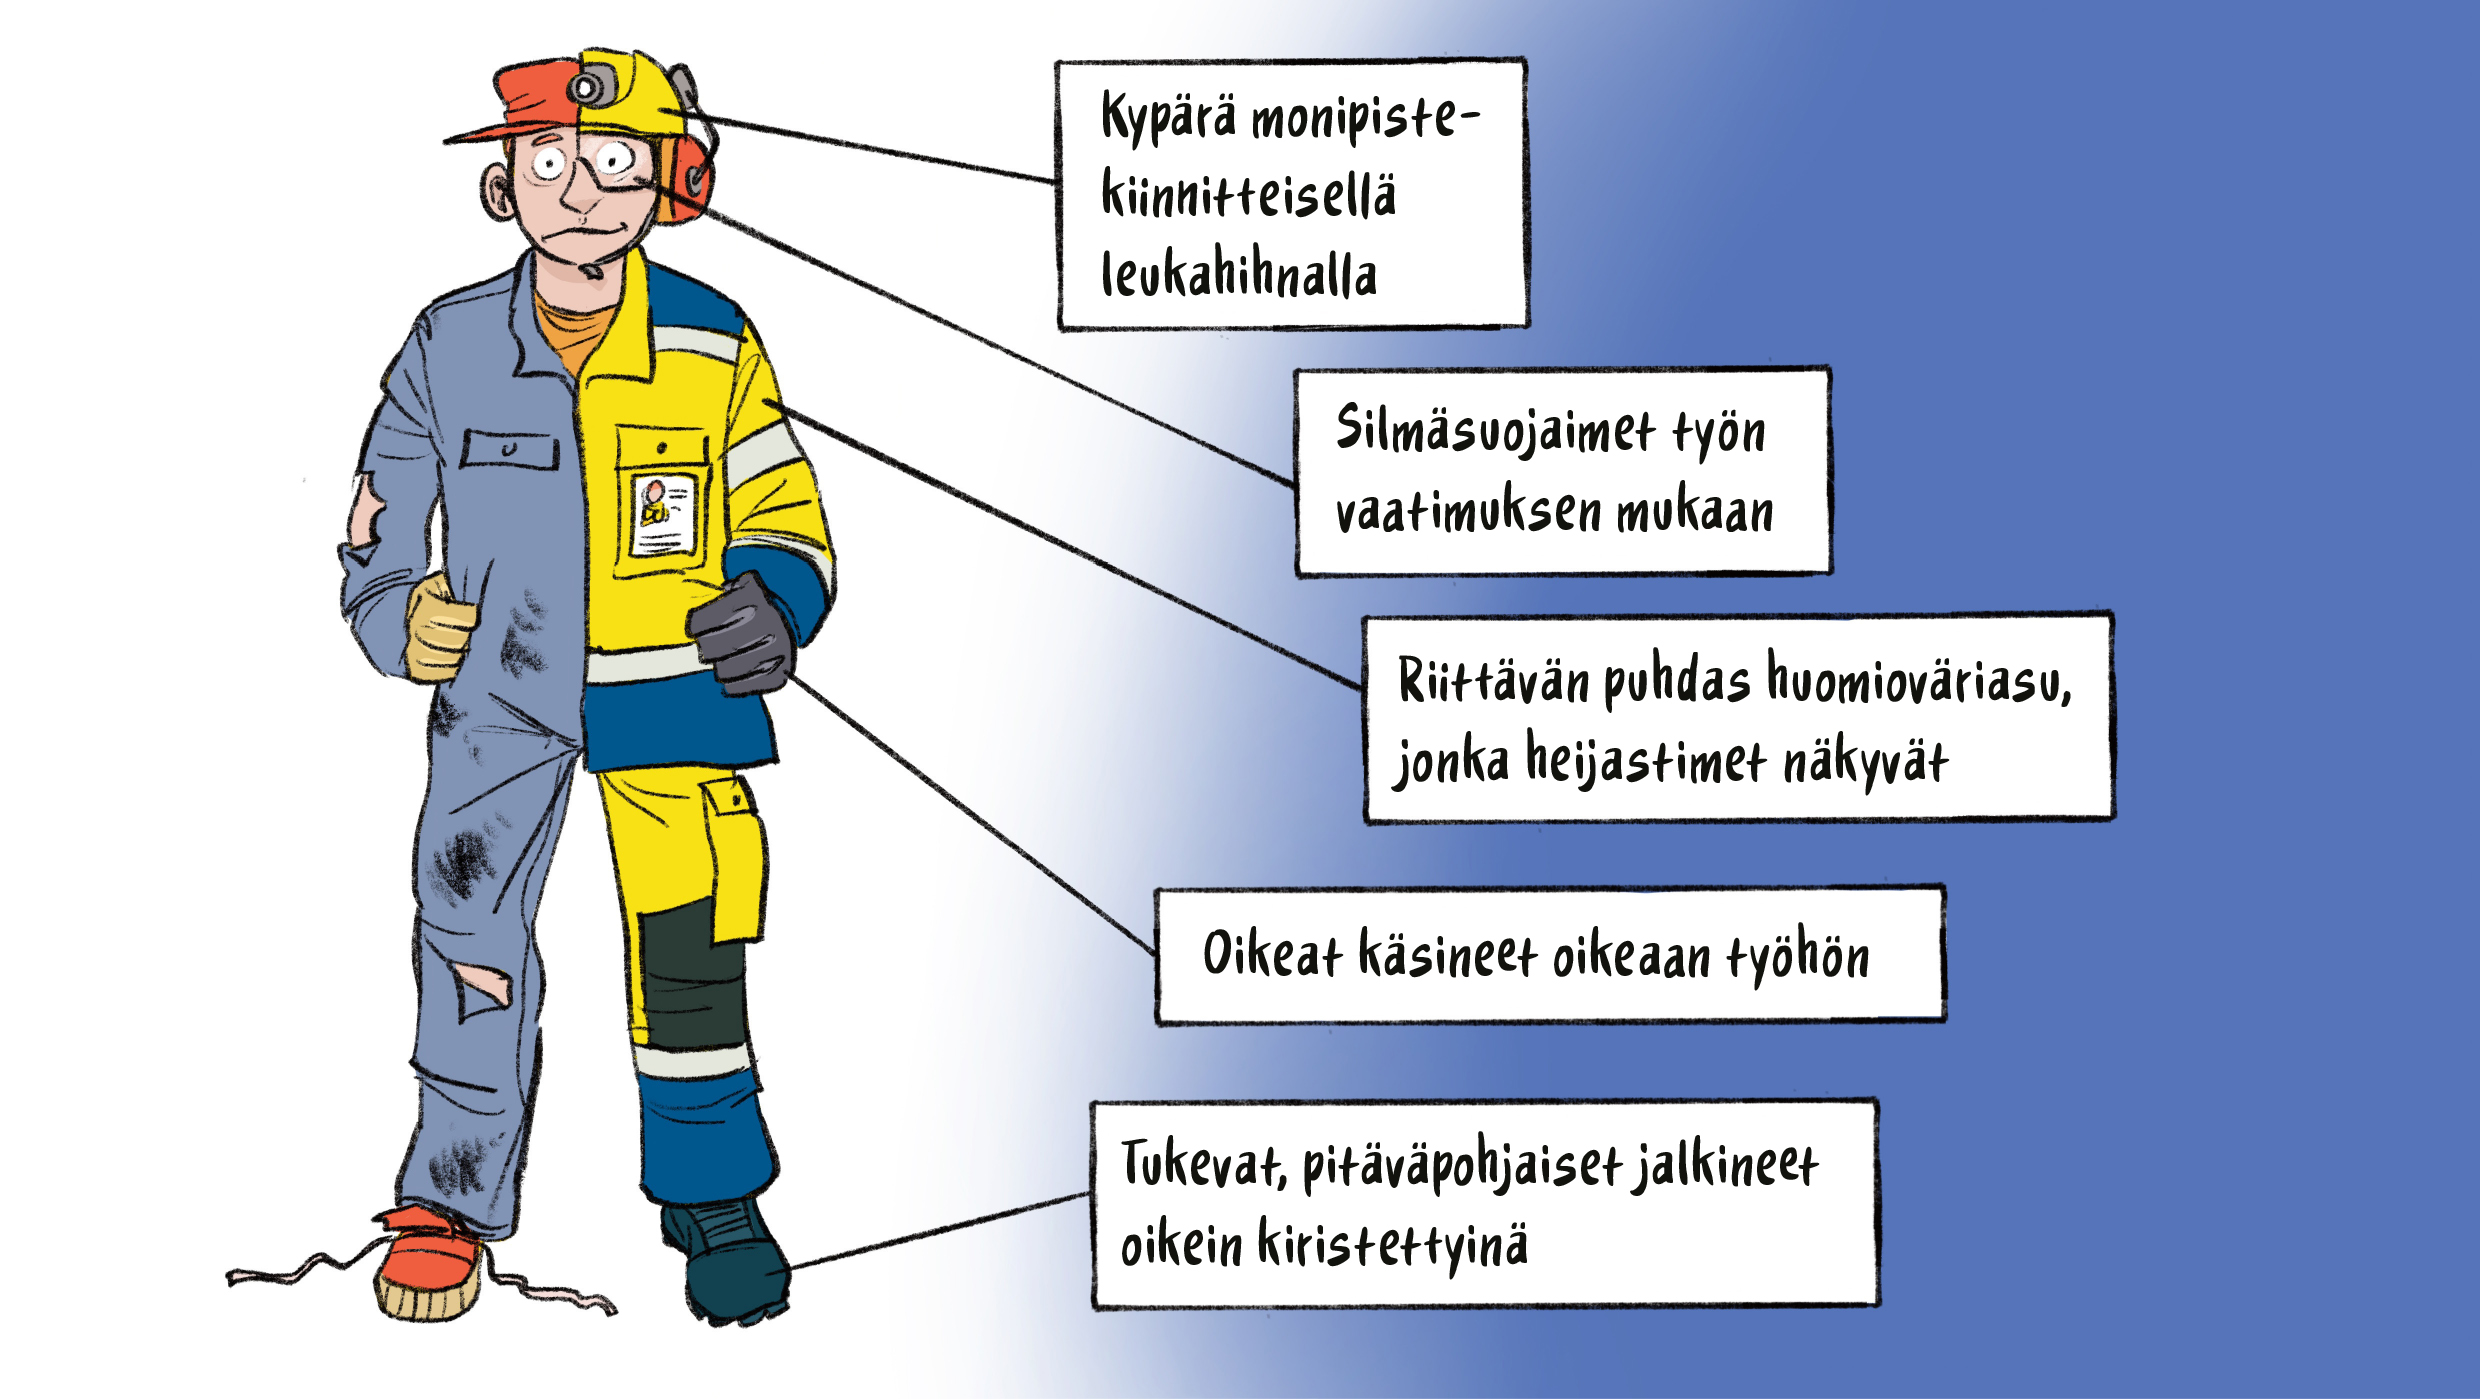 Kypärä monipiste-
kiinnitteisellä
leukahihnalla
Silmäsuojaimet työn
vaatimuksen mukaan
Riittävän puhdas huomioväriasu,
jonka heijastimet näkyvät
Oikeat käsineet oikeaan työhön
Tukevat, pitäväpohjaiset jalkineet
oikein kiristettyinä